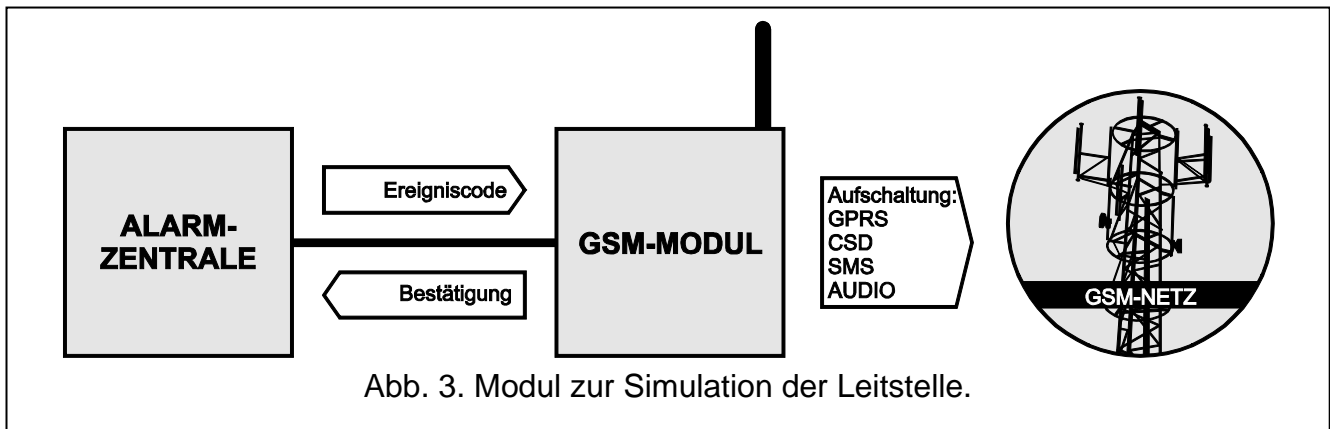 ALARM-
ZENTRALE
Ereigniscode
Bestätigung
GSM-MODUL
Aufschaltung:
GPRS
CSD
SMS
AUDIO
GSM-NETZ
Abb. 3. Modul zur Simulation der Leitstelle.